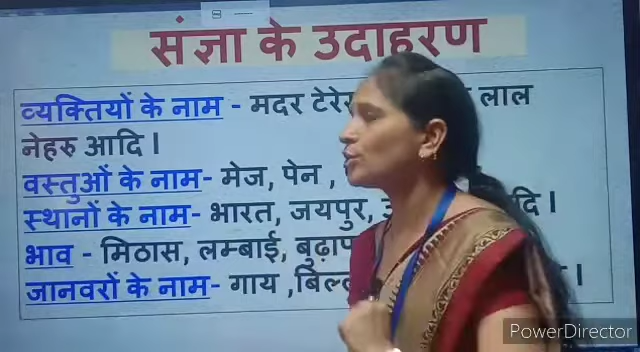 संज्ञा के उदाहरण
व्यक्तियों के नाम - मदर लाल
नेहरु आदि ।
वस्तुओं के नाम- मेज, पेन ,
स्थानों के नाम- भारत, जयपुर,
भाव - मिठास, लम्बाई,
जानवरों के नाम- गाय ,
PowerDirector